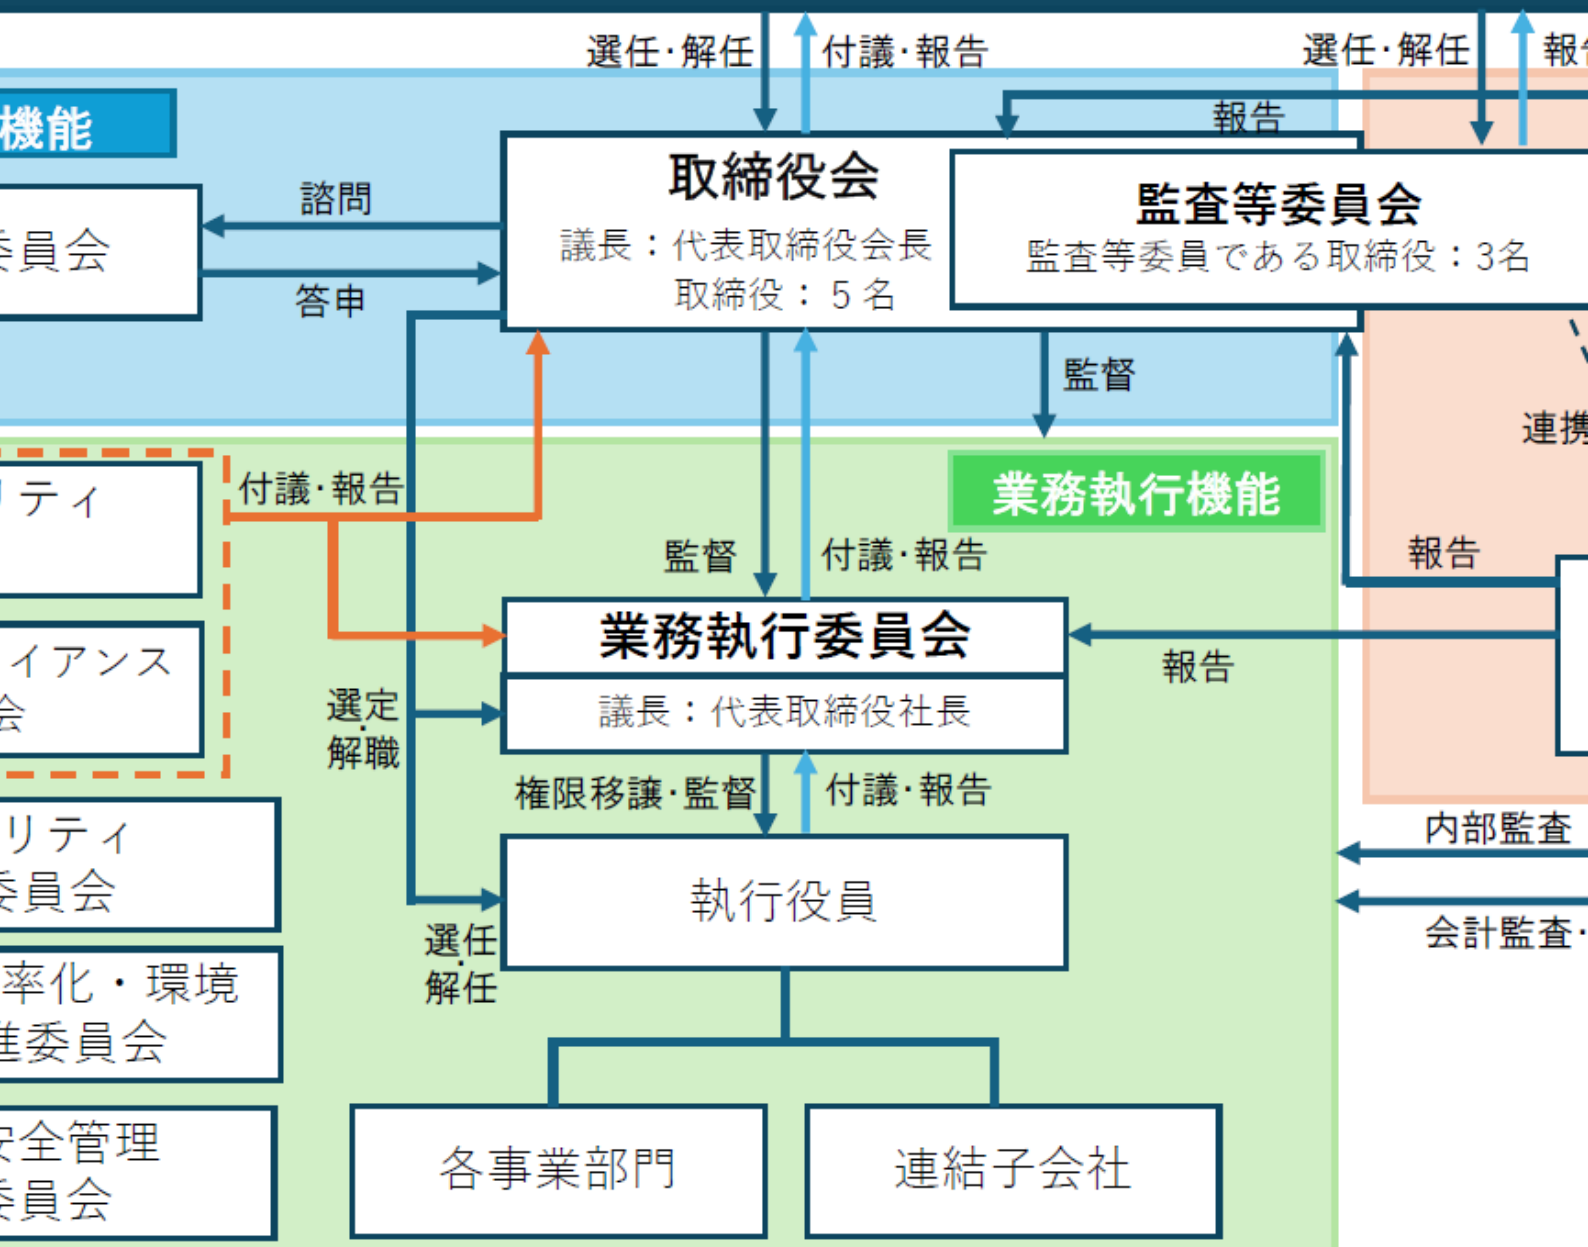 選任·解任
付議·報告
選任·解任
報告
機能
報告
諮問
取締役会
監査等委員会
委員会
議長：代表取締役会長
監査等委員である取締役：3名
答申
取締役：５名
監督
連携
リティ
付議·報告
業務執行機能
監督
付議·報告
報告
業務執行委員会
イアンス
報告
会
選定
·
解職
議長：代表取締役社長
権限移譲·監督
付議·報告
リティ
委員会
内部監査
執行役員
会計監査·
選任
·
解任
率化・環境
進委員会
安全管理
委員会
各事業部門
連結子会社